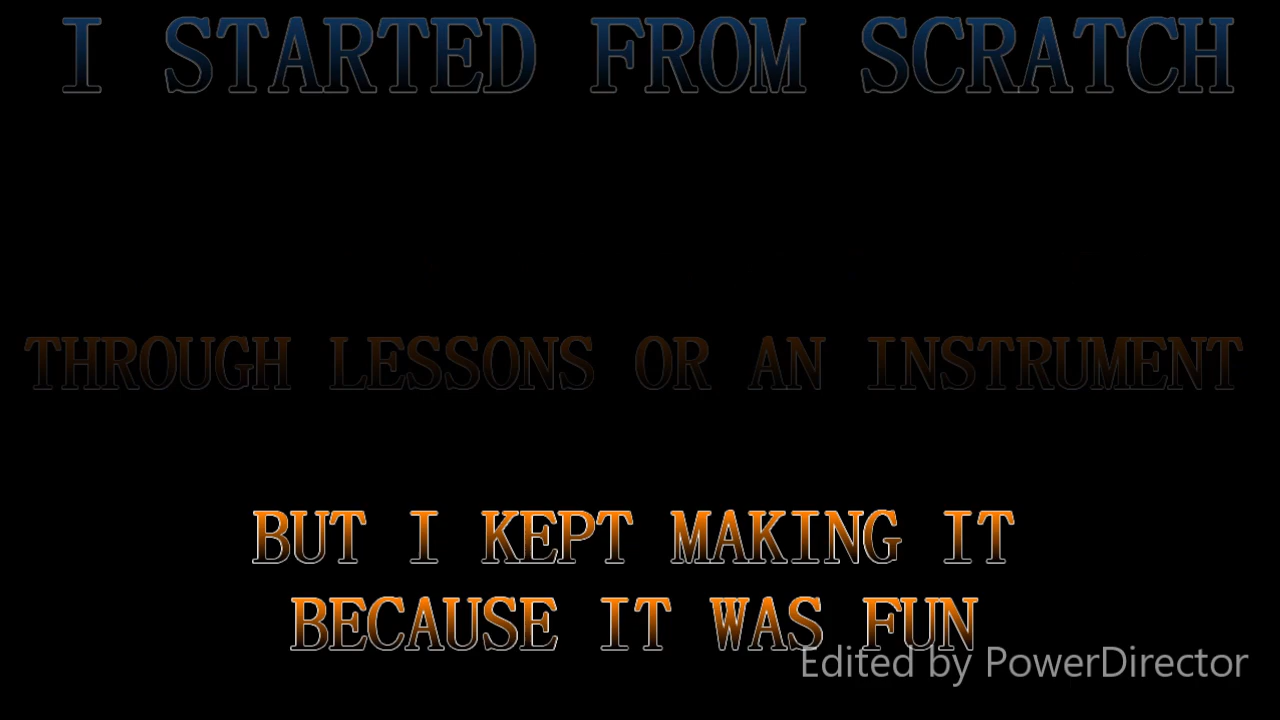 I STARTED FROM SCRATCH
THROUGH LESSONS OR AN INSTRUMENT
BUT I KEPT MAKING IT
BECAUSE IT WAS FUN
Edited by PowerDirector